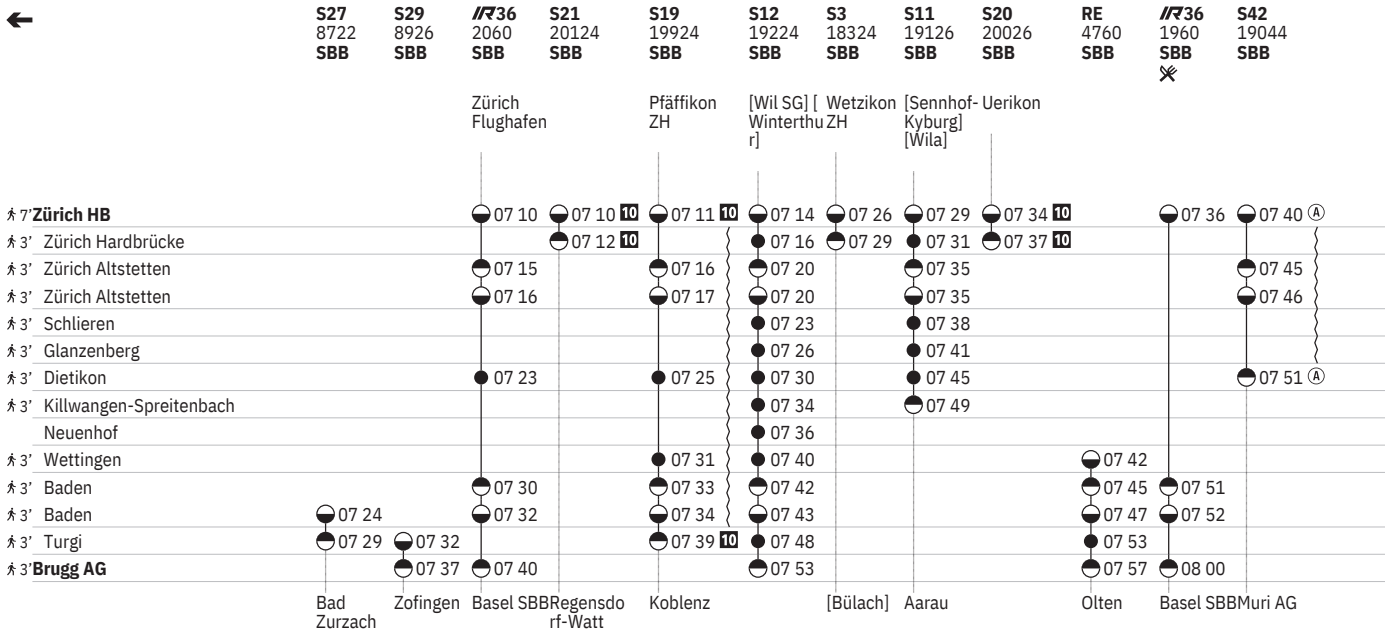 S27 S29 IR36 S21 S19 S12 S3 S11 S20 RE IR36 S42
8722 8926 2060 20124 19924 19224 18324 19126 20026 4760 1960 19044
SBB SBB SBB SBB SBB SBB SBB SBB SBB SBB SBB SBB
Zürich Pfäffikon [Wil SG] [ Wetzikon [Sennhof- Uerikon
Flughafen ZH Winterthu ZH Kyburg]
r] [Wila]
7’ Zürich HB 07 10 07 10 10 07 11 10 07 14 07 26 07 29 07 34 10 07 36 07 40 A
3’ Zürich Hardbrücke 07 12 10 07 16 07 29 07 31 07 37 10
3’ Zürich Altstetten 07 15 07 16 07 20 07 35 07 45
3’ Zürich Altstetten 07 16 07 17 07 20 07 35 07 46
3’ Schlieren 07 23 07 38
3’ Glanzenberg 07 26 07 41
3’ Dietikon 07 23 07 25 07 30 07 45 07 51 A
3’ Killwangen-Spreitenbach 07 34 07 49
Neuenhof 07 36
3’ Wettingen 07 31 07 40 07 42
3’ Baden 07 30 07 33 07 42 07 45 07 51
3’ Baden 07 24 07 32 07 34 07 43 07 47 07 52
3’ Turgi 07 29 07 32 07 39 10 07 48 07 53
3’ Brugg AG 07 37 07 40 07 53 07 57 08 00
Bad Zofingen Basel SBB Regensdo Koblenz [Bülach] Aarau Olten Basel SBB Muri AG
Zurzach rf-Watt